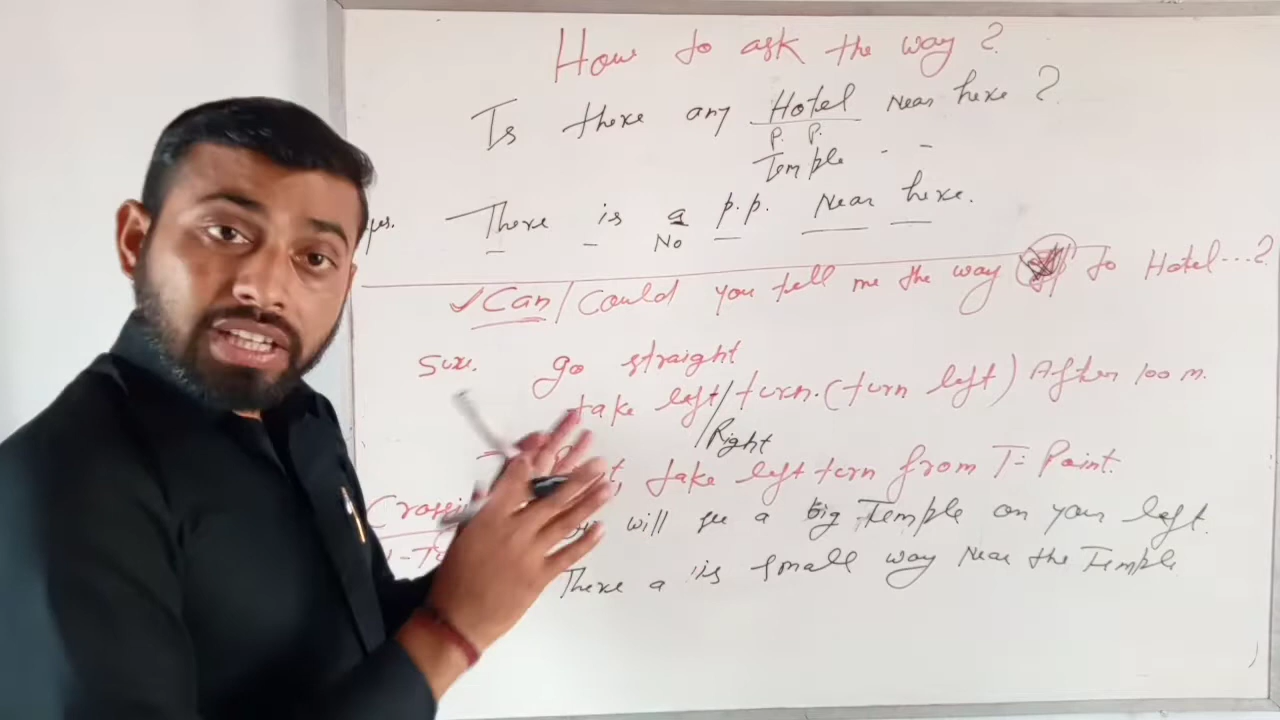 How to ask the way ?
Is there any Hotel Near here ?
P. P.
Temple - -
yes. There is a p.p. Near here.
No
✓Can/Could you tell me the way to Hotel...?
Sure. go straight
take left/turn. (turn left) After 100 m.
/Right
take left turn from T- Point.
will see a big Temple on your left.
There a is small way Near the Temple